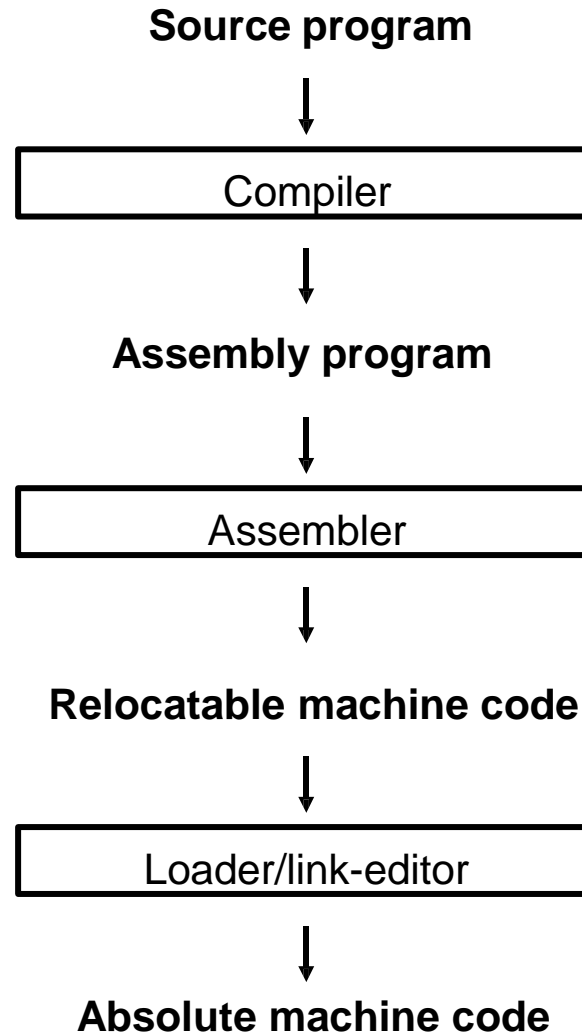 Source program
Compiler
Assembly program
Assembler
Relocatable machine code
Loader/link-editor
Absolute machine code